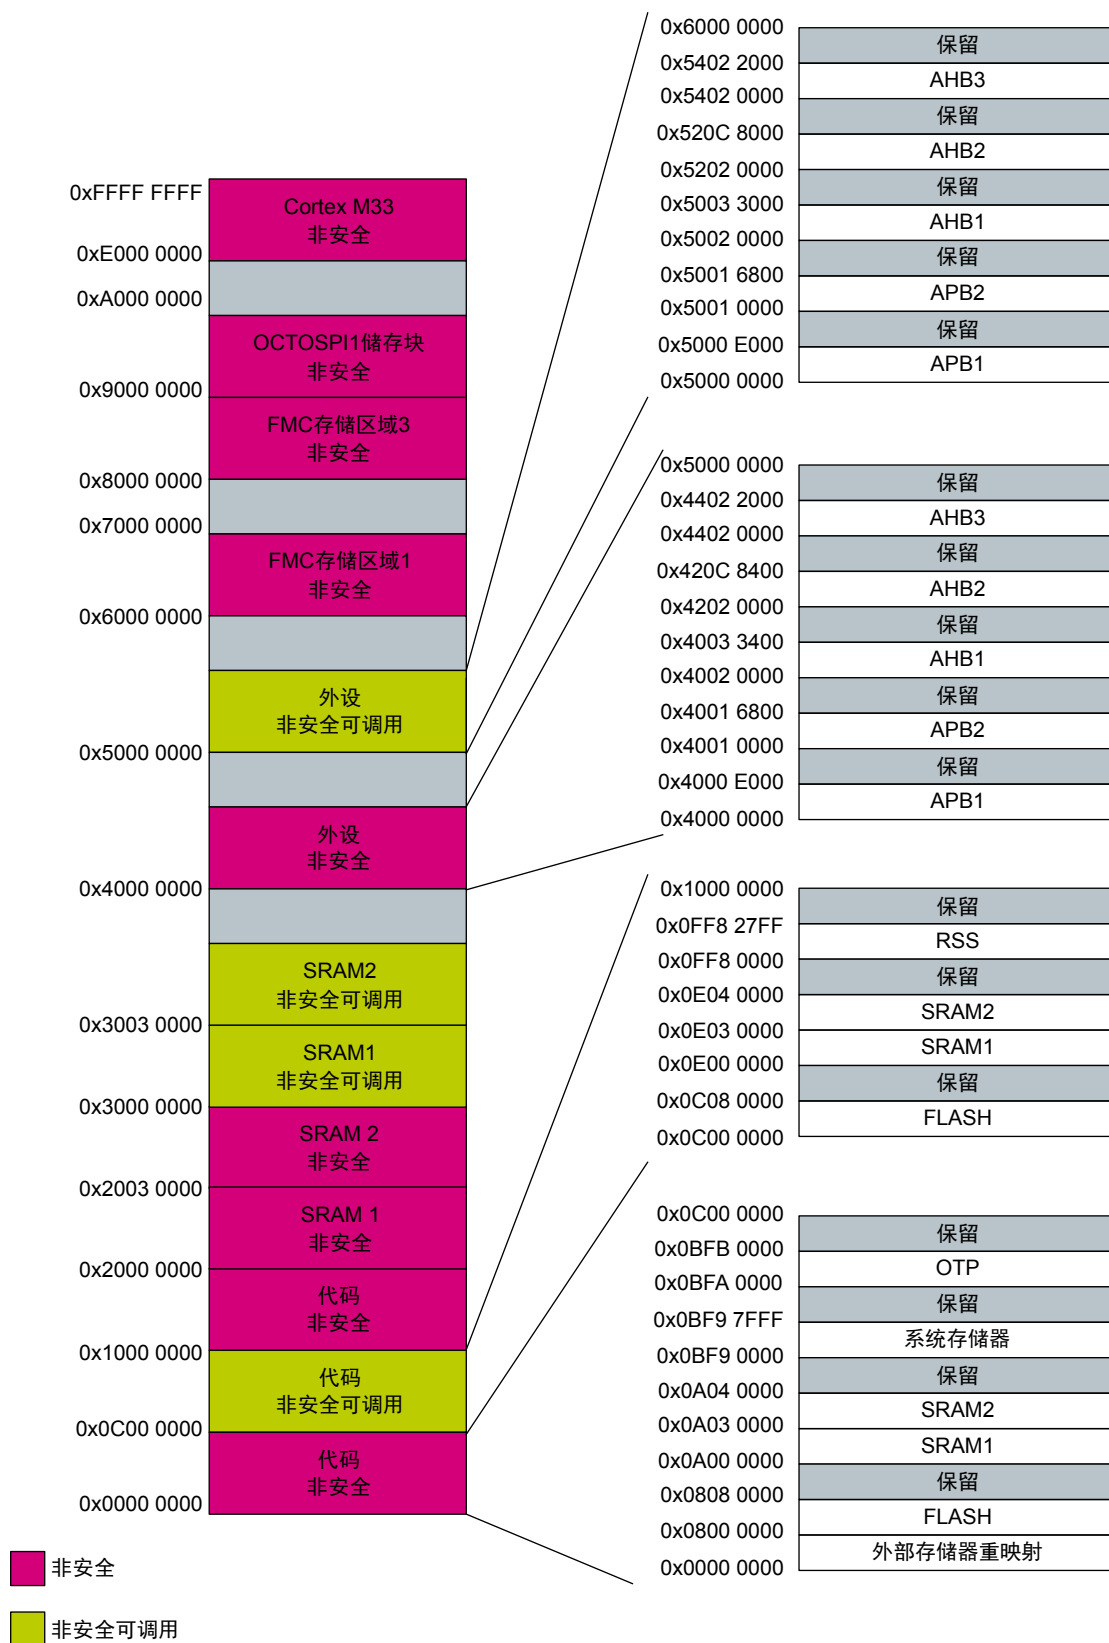 0xFFFF FFFF
Cortex M33
非安全
0xE000 0000
0xA000 0000
OCTOSPI1储存块
非安全
0x9000 0000
FMC存储区域3
非安全
0x8000 0000
0x7000 0000
FMC存储区域1
非安全
0x6000 0000
外设
非安全可调用
0x5000 0000
外设
非安全
0x4000 0000
SRAM2
非安全可调用
0x3003 0000
SRAM1
非安全可调用
0x3000 0000
SRAM 2
非安全
0x2003 0000
SRAM 1
非安全
0x2000 0000
代码
非安全
0x1000 0000
代码
非安全可调用
0x0C00 0000
代码
非安全
0x0000 0000
非安全
非安全可调用
0x6000 0000
保留
0x5402 2000
AHB3
0x5402 0000
保留
0x520C 8000
AHB2
0x5202 0000
保留
0x5003 3000
AHB1
0x5002 0000
保留
0x5001 6800
APB2
0x5001 0000
保留
0x5000 E000
APB1
0x5000 0000
0x5000 0000
保留
0x4402 2000
AHB3
0x4402 0000
保留
0x420C 8400
AHB2
0x4202 0000
保留
0x4003 3400
AHB1
0x4002 0000
保留
0x4001 6800
APB2
0x4001 0000
保留
0x4000 E000
APB1
0x4000 0000
0x1000 0000
保留
0x0FF8 27FF
RSS
0x0FF8 0000
保留
0x0E04 0000
SRAM2
0x0E03 0000
SRAM1
0x0E00 0000
保留
0x0C08 0000
FLASH
0x0C00 0000
0x0C00 0000
保留
0x0BFB 0000
OTP
0x0BFA 0000
保留
0x0BF9 7FFF
系统存储器
0x0BF9 0000
保留
0x0A04 0000
SRAM2
0x0A03 0000
SRAM1
0x0A00 0000
保留
0x0808 0000
FLASH
0x0800 0000
外部存储器重映射
0x0000 0000